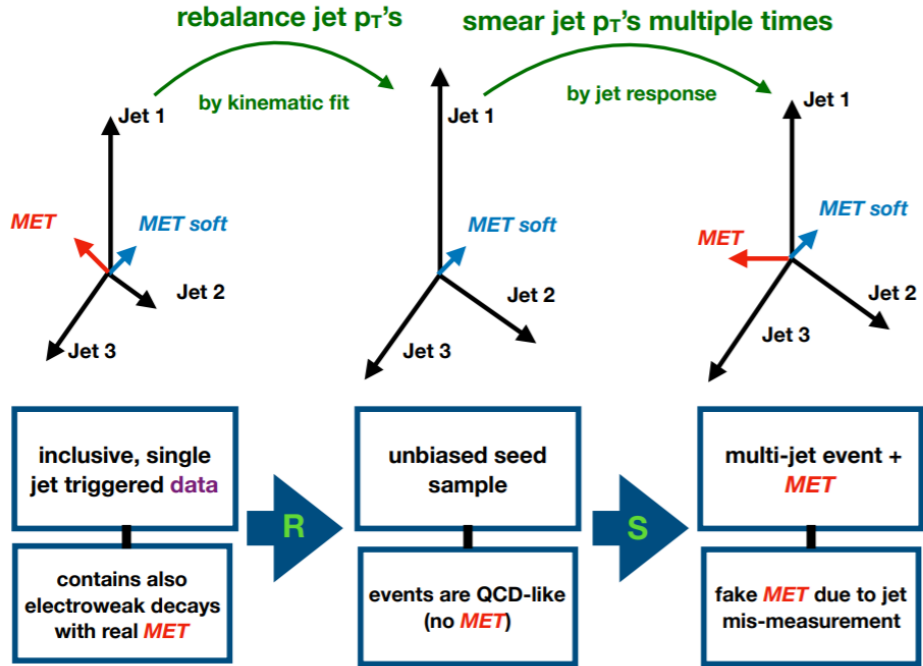 rebalance jet pT's
smear jet pT's multiple times
by kinematic fit
by jet response
Jet 1
MET
MET soft
Jet 2
Jet 3
Jet 1
MET soft
Jet 2
Jet 3
Jet 1
MET
MET soft
Jet 2
Jet 3
inclusive, single
jet triggered data
R
unbiased seed
sample
S
multi-jet event +
MET
contains also
electroweak decays
with real MET
events are QCD-like
(no MET)
fake MET due to jet
mis-measurement